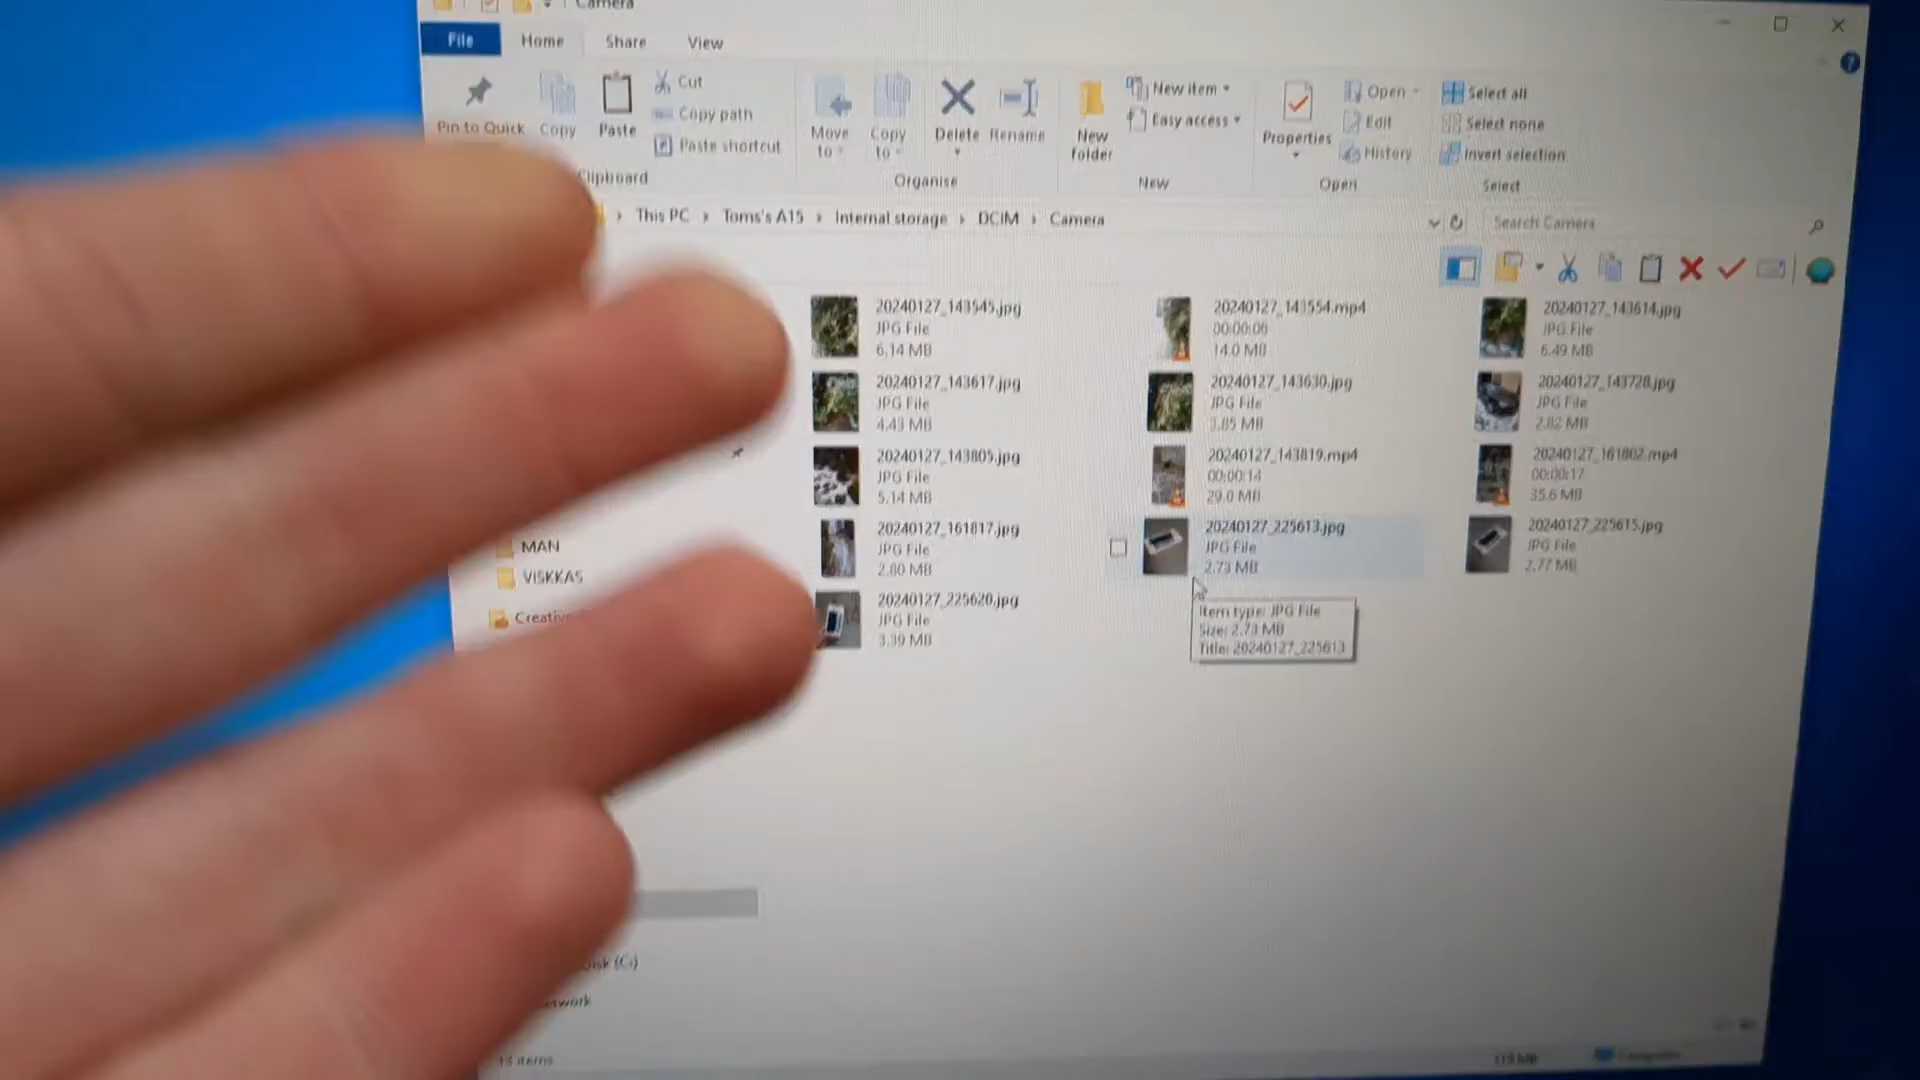 Camera
File Home Share View
Pin to Quick
Copy
Paste
Cut
Copy path
Paste shortcut
Clipboard
Move to
Copy to
Delete
Rename
Organise
New folder
New item
Easy access
New
Properties
Open
Edit
History
Open
Select all
Select none
Invert selection
Select
This PC › Toms's A15 › Internal storage › DCIM › Camera
Search Camera
20240127_143545.jpg
JPG File
6.14 MB
20240127_143554.mp4
00:00:06
14.0 MB
20240127_143614.jpg
JPG File
6.49 MB
20240127_143617.jpg
JPG File
4.43 MB
20240127_143630.jpg
JPG File
3.85 MB
20240127_143728.jpg
JPG File
2.82 MB
20240127_143805.jpg
JPG File
5.14 MB
20240127_143819.mp4
00:00:14
29.0 MB
20240127_161802.mp4
00:00:17
35.6 MB
20240127_161817.jpg
JPG File
2.80 MB
20240127_225613.jpg
JPG File
2.73 MB
20240127_225615.jpg
JPG File
2.77 MB
20240127_225620.jpg
JPG File
3.39 MB
Item type: JPG File
Size: 2.73 MB
Title: 20240127_225613
MAN
VISKKAS
Creative
(C:)
13 items